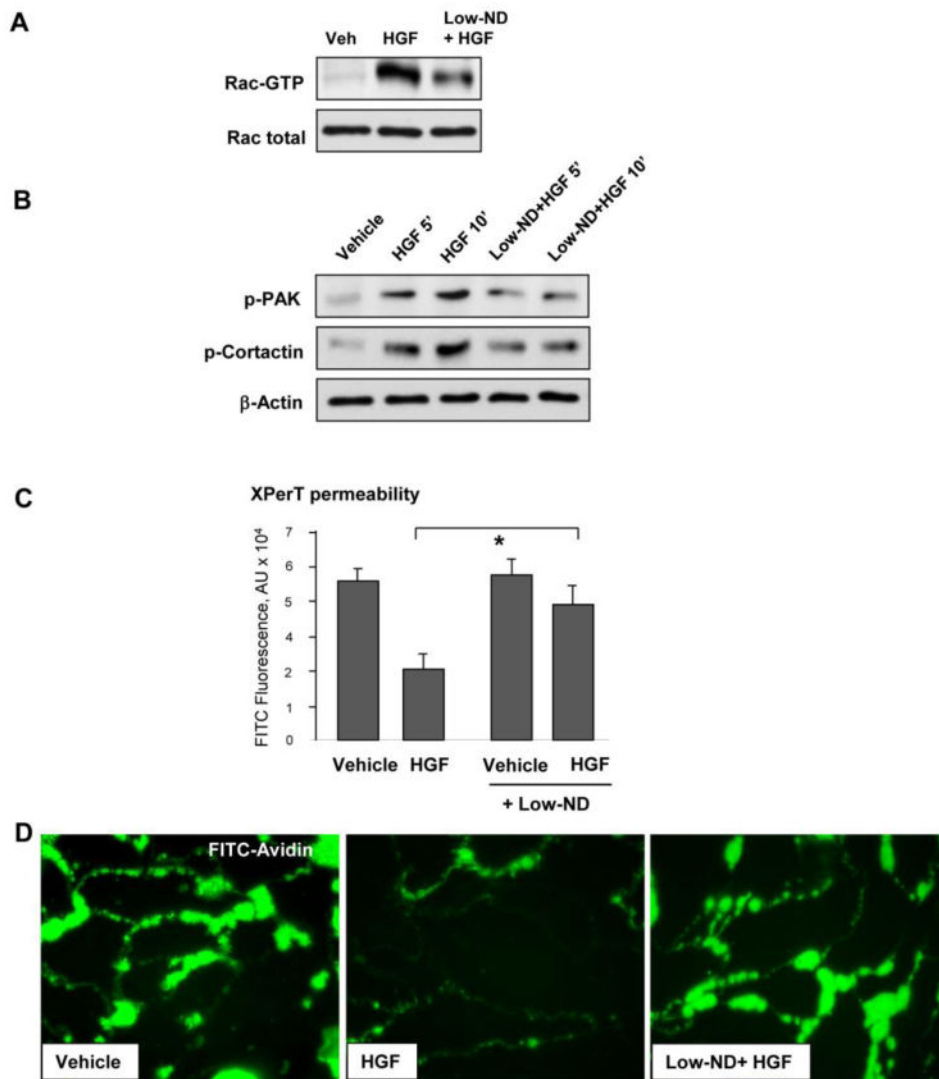 A
Veh HGF Low-ND
+ HGF
Rac-GTP
Rac total
B
Vehicle HGF 5' HGF 10' Low-ND+HGF 5' Low-ND+HGF 10'
p-PAK
p-Cortactin
β-Actin
C
XPerT permeability
FITC Fluorescence, AU x 10⁴
7
6
5
4
2
1
0
*
Vehicle HGF Vehicle HGF
+ Low-ND
D
FITC-Avidin
Vehicle HGF Low-ND+ HGF